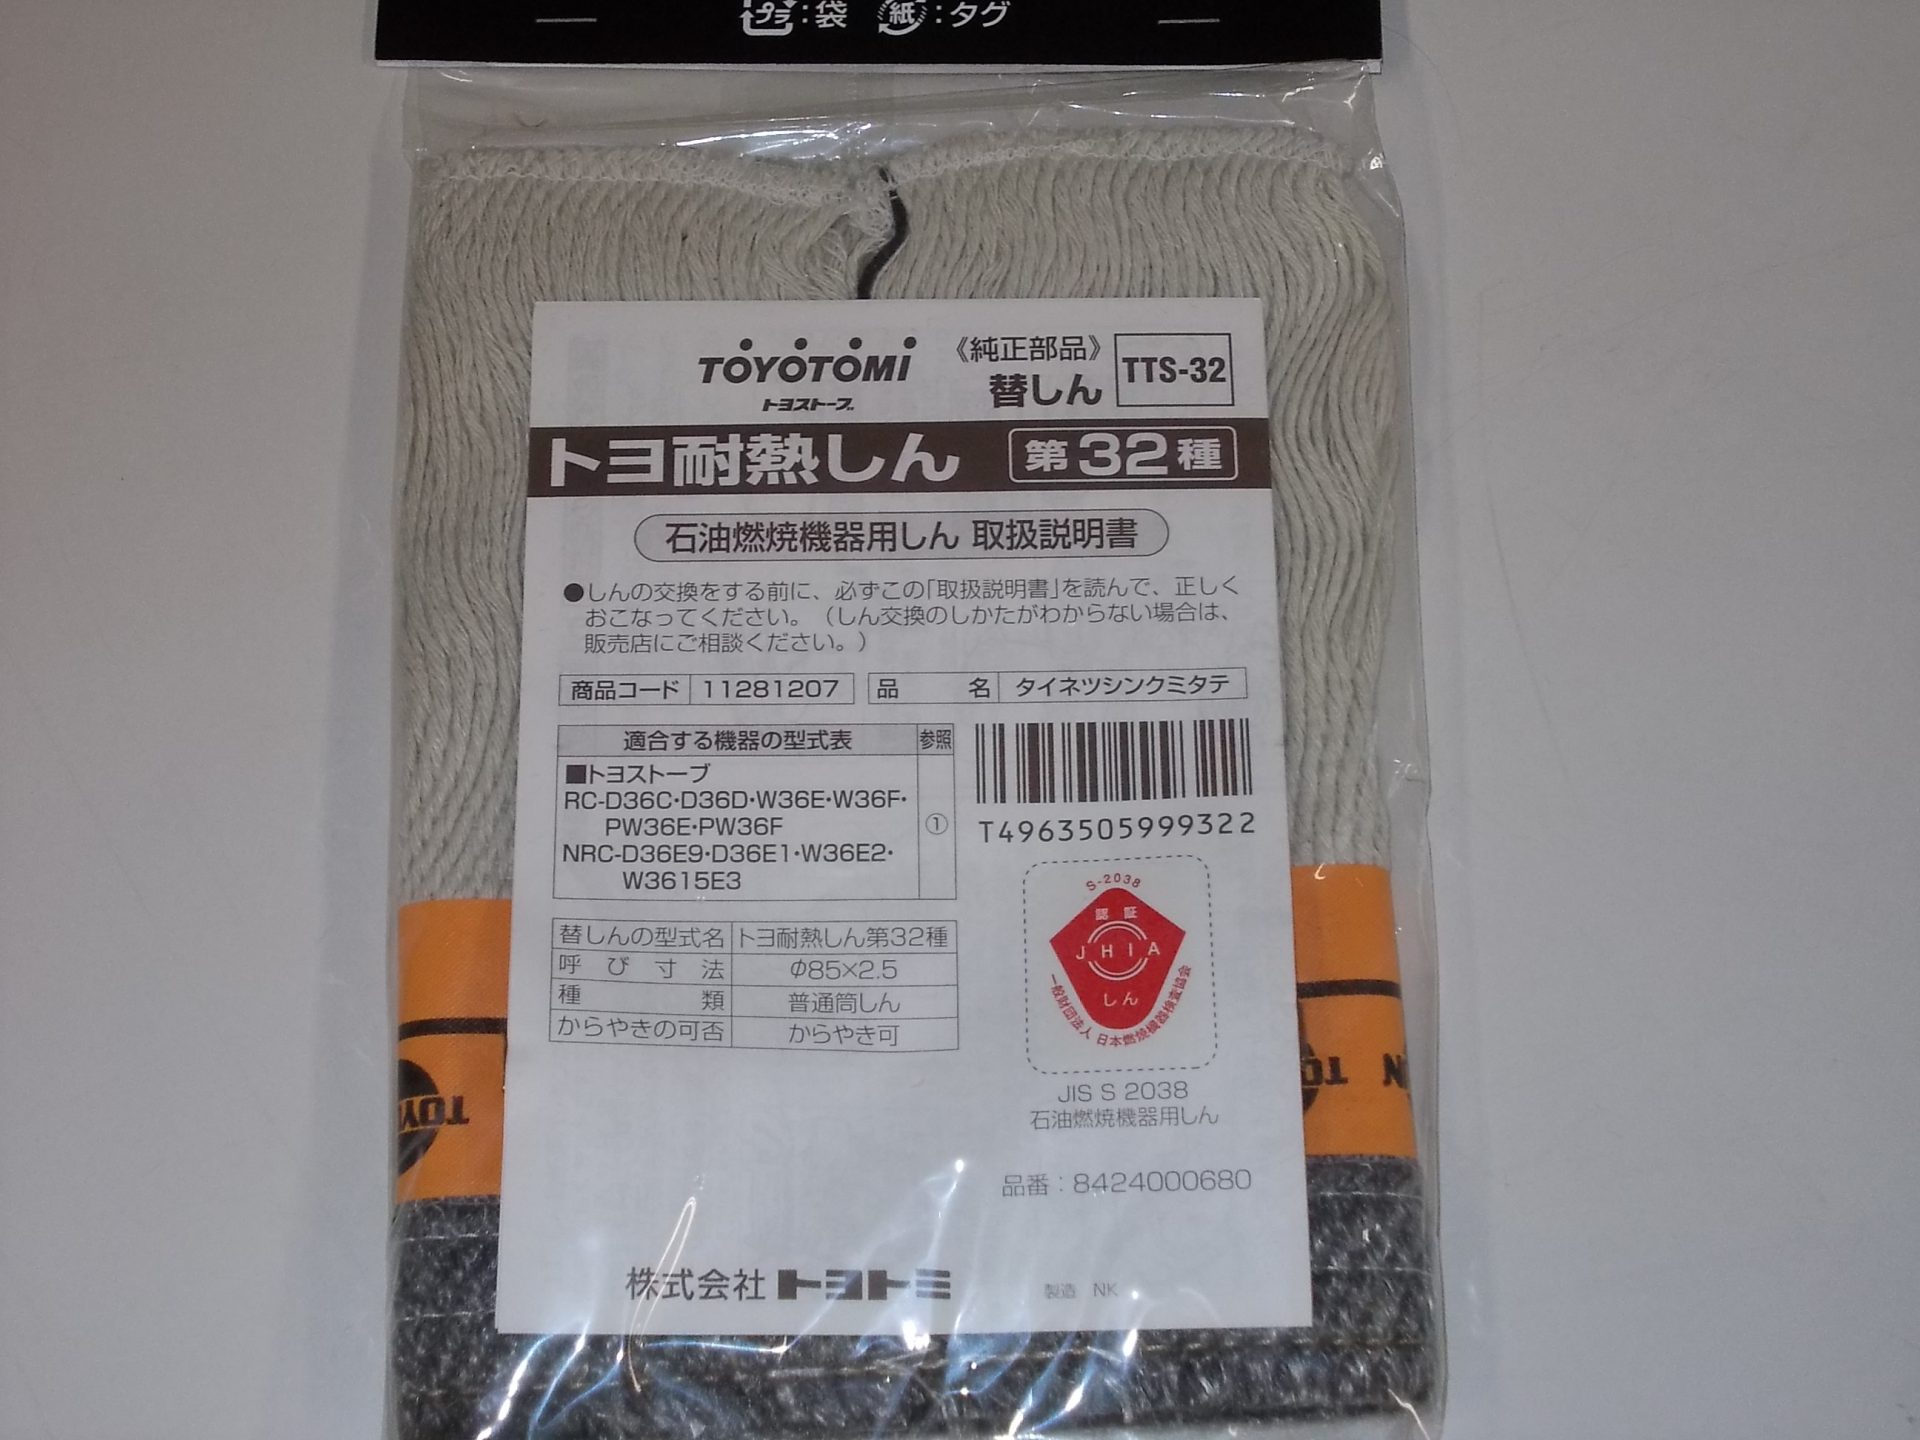 プラ:袋 紙:タグ
TOYOTOMI
トヨストーブ
《純正部品》
替しん
TTS-32
トヨ耐熱しん 第32種
石油燃焼機器用しん 取扱説明書
●しんの交換をする前に、必ずこの「取扱説明書」を読んで、正しく
おこなってください。(しん交換のしかたがわからない場合は、
販売店にご相談ください。)
商品コード 11281207 品名 タイネツシンクミタテ
適合する機器の型式表 参照
■トヨストーブ
RC-D36C・D36D・W36E・W36F・
PW36E・PW36F
NRC-D36E9・D36E1・W36E2・
W3615E3
①
T4963505999322
替しんの型式名 トヨ耐熱しん第32種
呼び寸法 φ85×2.5
種類 普通筒しん
からやきの可否 からやき可
S-2038
認証
JHIA
しん
一般財団法人 日本燃焼機器検査協会
JIS S 2038
石油燃焼機器用しん
品番:8424000680
株式会社トヨトミ
製造 NK
TOYO
TO
N